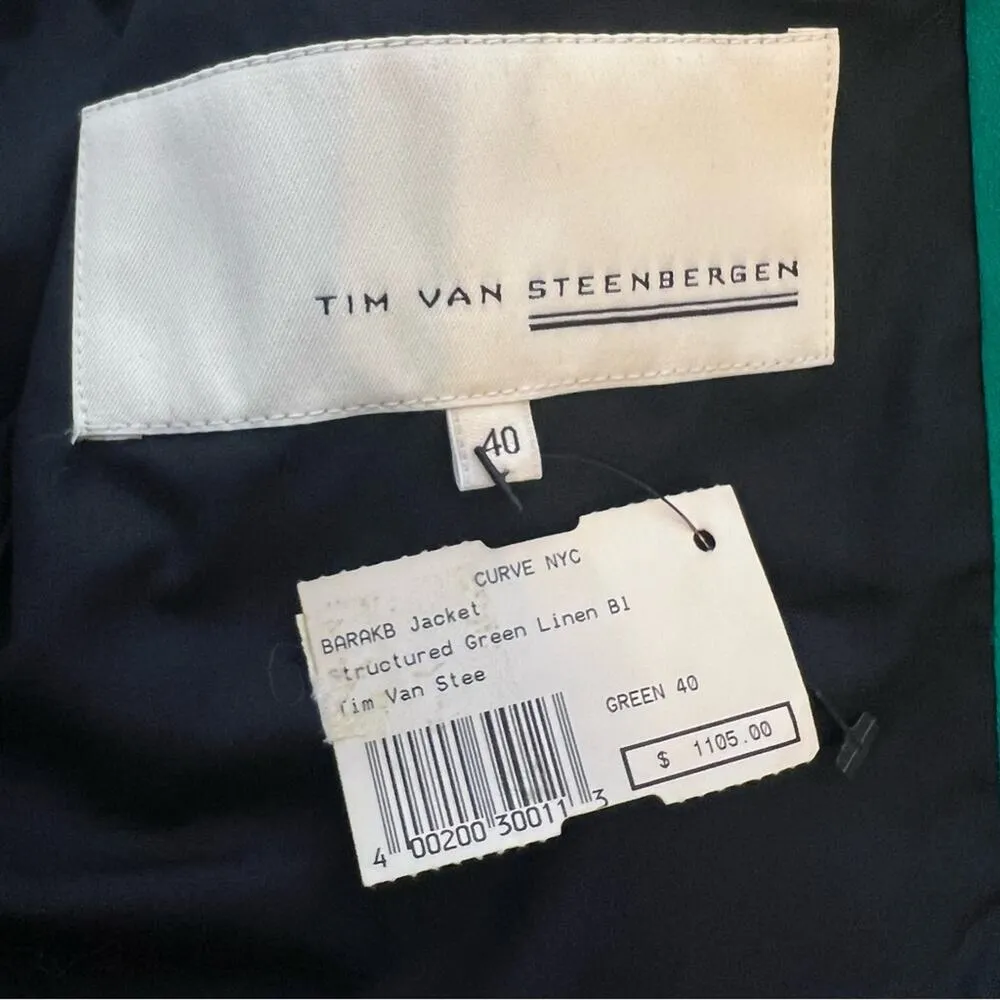 TIM VAN STEENBERGEN
40
CURVE NYC
BARAKB Jacket
Structured Green Linen Bl
Tim Van Stee
GREEN 40
$ 1105.00
4 00200 30011 3